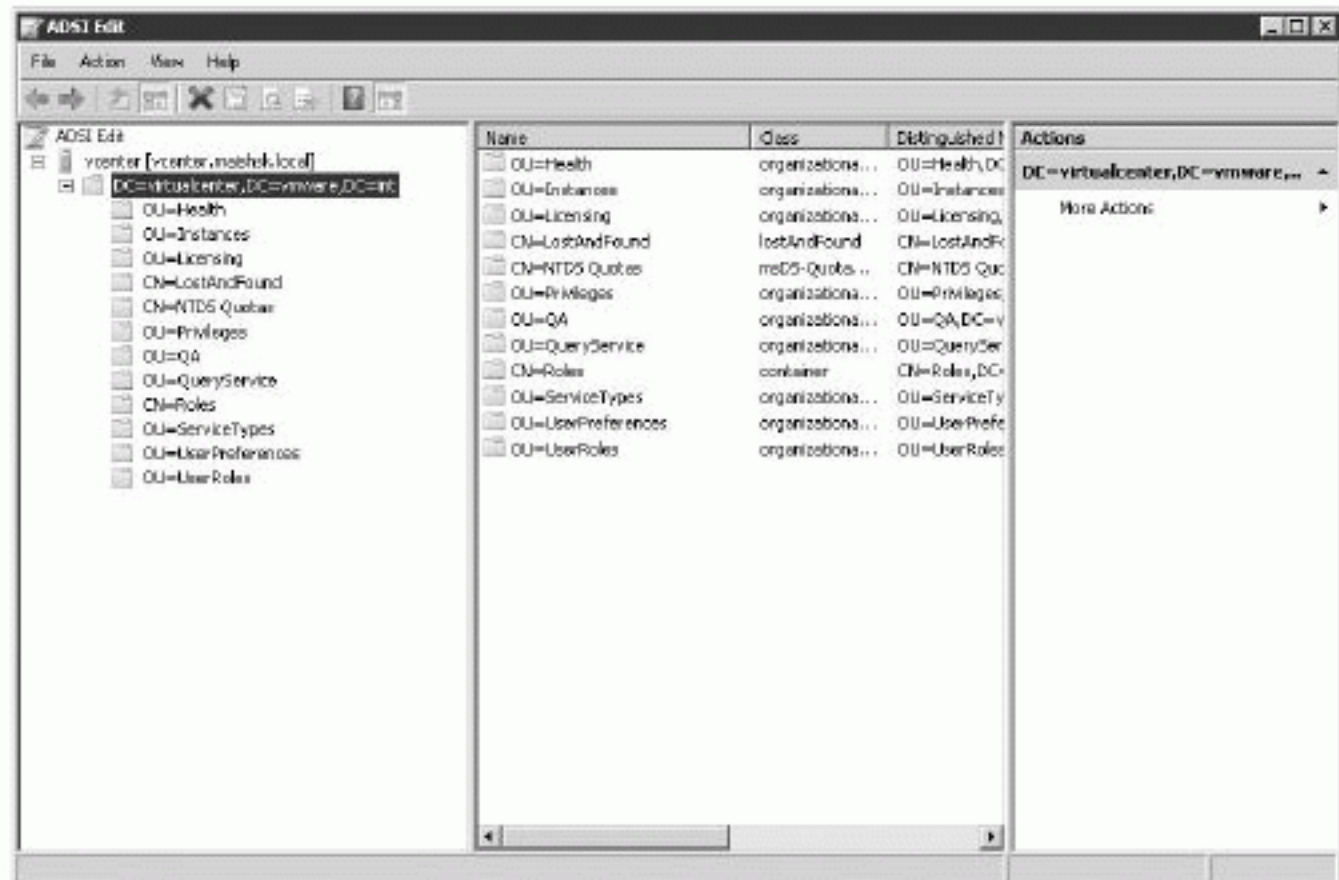 ADSI Edit
File Action View Help
ADSI Edit
vcenter [vcenter.maishsk.local]
DC=virtualcenter,DC=vmware,DC=int
OU=Health
OU=Instances
OU=Licensing
CN=LostAndFound
CN=NTDS Quotas
OU=Privileges
OU=QA
OU=QueryService
CN=Roles
OU=ServiceTypes
OU=UserPreferences
OU=UserRoles
Name Class Distinguished N
OU=Health organizationa... OU=Health,DC
OU=Instances organizationa... OU=Instances
OU=Licensing organizationa... OU=Licensing,
CN=LostAndFound lostAndFound CN=LostAndFo
CN=NTDS Quotas msDS-Quota... CN=NTDS Quo
OU=Privileges organizationa... OU=Privileges,
OU=QA organizationa... OU=QA,DC=v
OU=QueryService organizationa... OU=QuerySer
CN=Roles container CN=Roles,DC=
OU=ServiceTypes organizationa... OU=ServiceTy
OU=UserPreferences organizationa... OU=UserPrefe
OU=UserRoles organizationa... OU=UserRoles
Actions
DC=virtualcenter,DC=vmware,...
More Actions